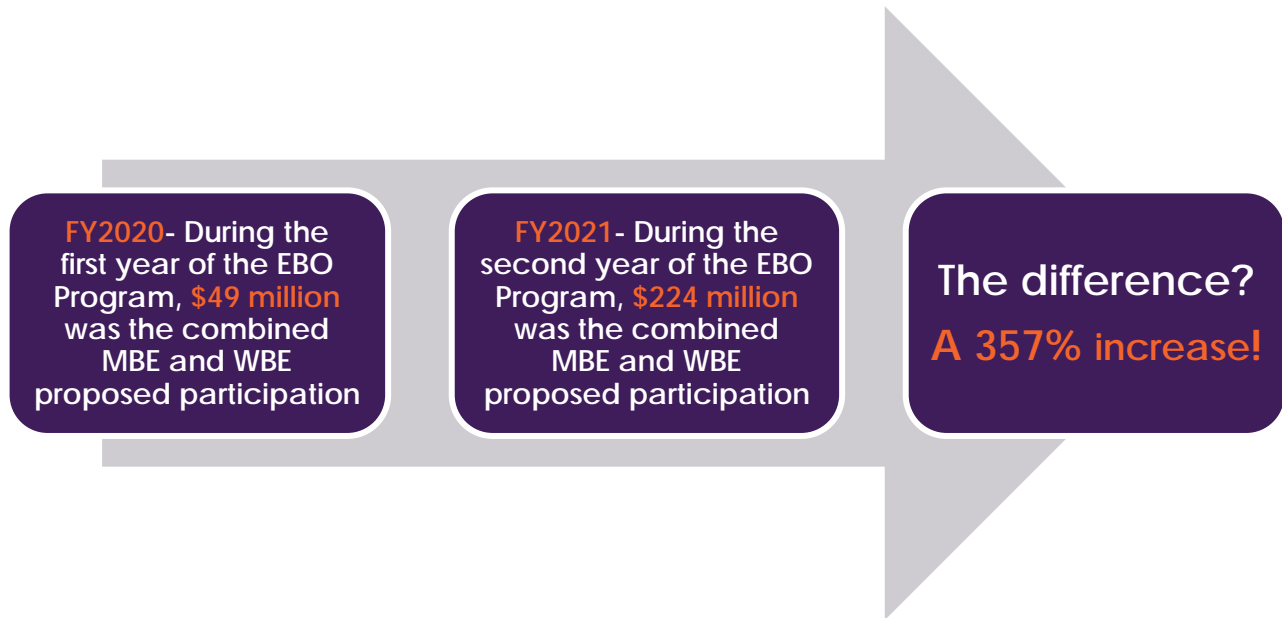 FY2020- During the
first year of the EBO
Program, $49 million
was the combined
MBE and WBE
proposed participation
FY2021- During the
second year of the EBO
Program, $224 million
was the combined
MBE and WBE
proposed participation
The difference?
A 357% increase!